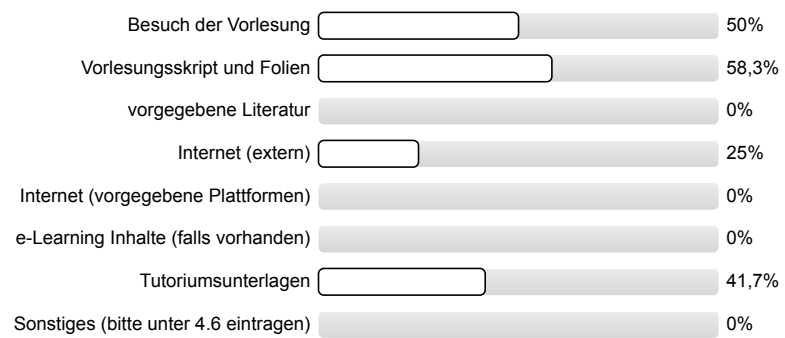 Besuch der Vorlesung 50%
Vorlesungsskript und Folien 58,3%
vorgegebene Literatur 0%
Internet (extern) 25%
Internet (vorgegebene Plattformen) 0%
e-Learning Inhalte (falls vorhanden) 0%
Tutoriumsunterlagen 41,7%
Sonstiges (bitte unter 4.6 eintragen) 0%